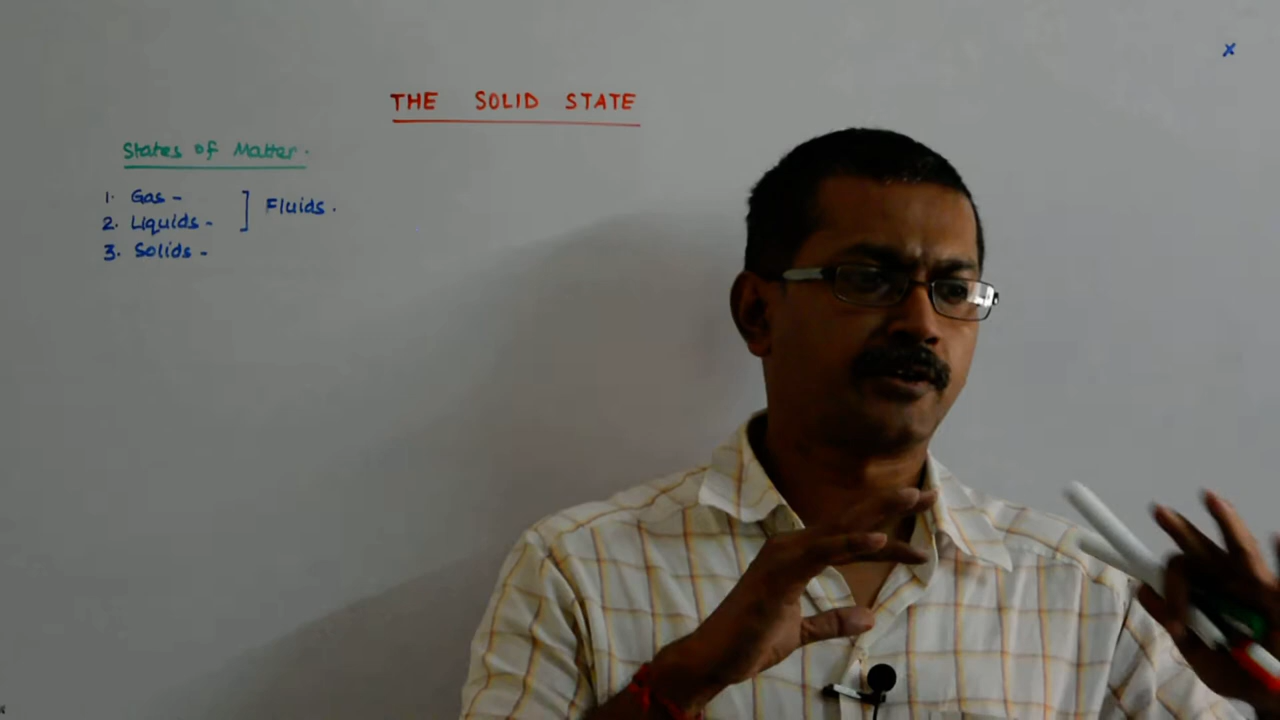 THE SOLID STATE
States of Matter.
1. Gas -
2. Liquids - ] Fluids.
3. Solids -
x